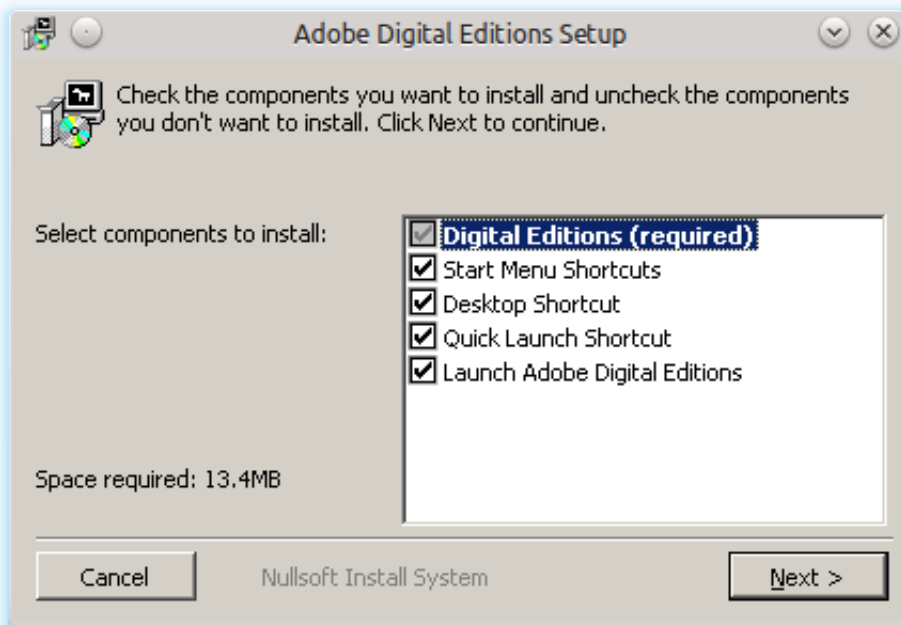 Adobe Digital Editions Setup
Check the components you want to install and uncheck the components
you don't want to install. Click Next to continue.
Select components to install:
Digital Editions (required)
Start Menu Shortcuts
Desktop Shortcut
Quick Launch Shortcut
Launch Adobe Digital Editions
Space required: 13.4MB
Cancel
Nullsoft Install System
Next >